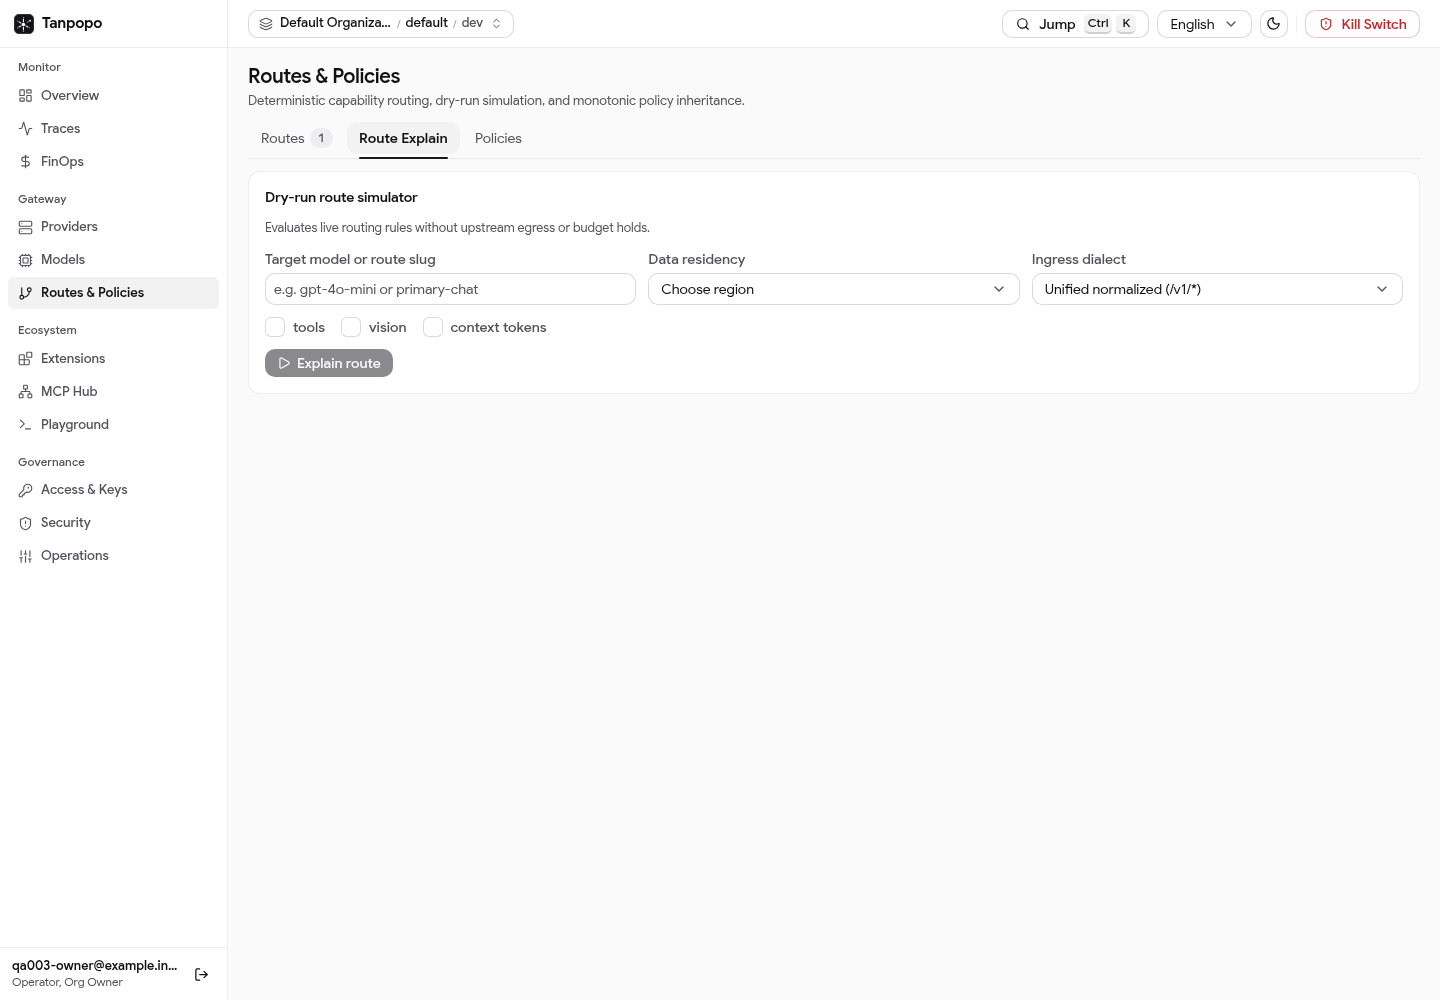 Tanpopo
Default Organiza... / default / dev
Jump Ctrl K
English
Kill Switch
Monitor
Overview
Traces
FinOps
Gateway
Providers
Models
Routes & Policies
Ecosystem
Extensions
MCP Hub
Playground
Governance
Access & Keys
Security
Operations
qa003-owner@example.in...
Operator, Org Owner
Routes & Policies
Deterministic capability routing, dry-run simulation, and monotonic policy inheritance.
Routes 1 Route Explain Policies
Dry-run route simulator
Evaluates live routing rules without upstream egress or budget holds.
Target model or route slug
e.g. gpt-4o-mini or primary-chat
Data residency
Choose region
Ingress dialect
Unified normalized (/v1/*)
tools vision context tokens
Explain route